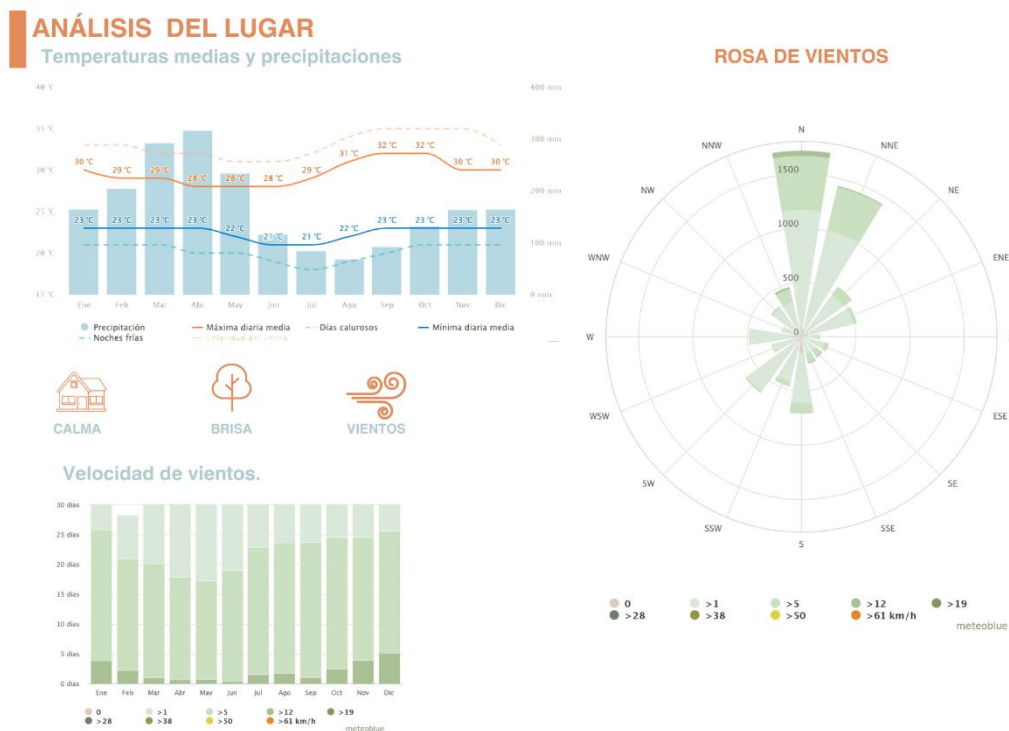 ANÁLISIS DEL LUGAR
Temperaturas medias y precipitaciones
40 °C
35 °C
30 °C
25 °C
20 °C
15 °C
400 mm
300 mm
200 mm
100 mm
0 mm
30 °C 29 °C 29 °C 28 °C 28 °C 28 °C 29 °C 31 °C 32 °C 32 °C 30 °C 30 °C
23 °C 23 °C 23 °C 23 °C 22 °C 21 °C 21 °C 22 °C 23 °C 23 °C 23 °C 23 °C
Ene Feb Mar Abr May Jun Jul Ago Sep Oct Nov Dic
Precipitación Máxima diaria media Días calurosos Mínima diaria media
Noches frías
CALMA BRISA VIENTOS
Velocidad de vientos.
30 días
25 días
20 días
15 días
10 días
5 días
0 días
Ene Feb Mar Abr May Jun Jul Ago Sep Oct Nov Dic
0 >1 >5 >12 >19
>28 >38 >50 >61 km/h
meteoblue
ROSA DE VIENTOS
N
NNW NNE
NW NE
WNW ENE
W
WSW ESE
SW SE
SSW SSE
S
1500
1000
500
0
0 >1 >5 >12 >19
>28 >38 >50 >61 km/h
meteoblue